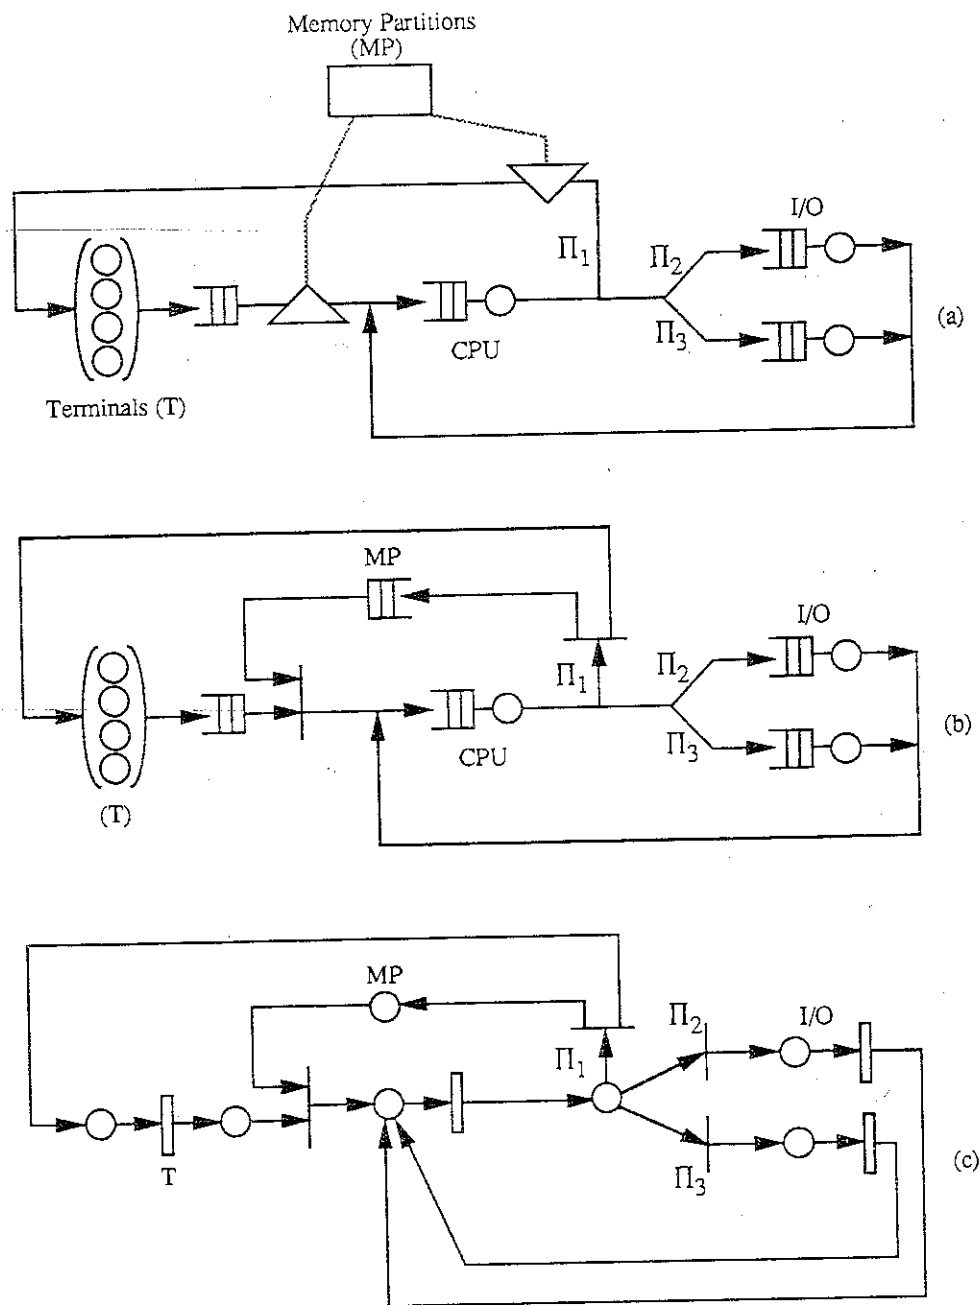 Memory Partitions
(MP)
I/O
Π1
Π2
Π3
(a)
CPU
Terminals (T)
MP
I/O
Π1
Π2
Π3
(b)
CPU
(T)
MP
Π2
I/O
Π1
T
Π3
(c)